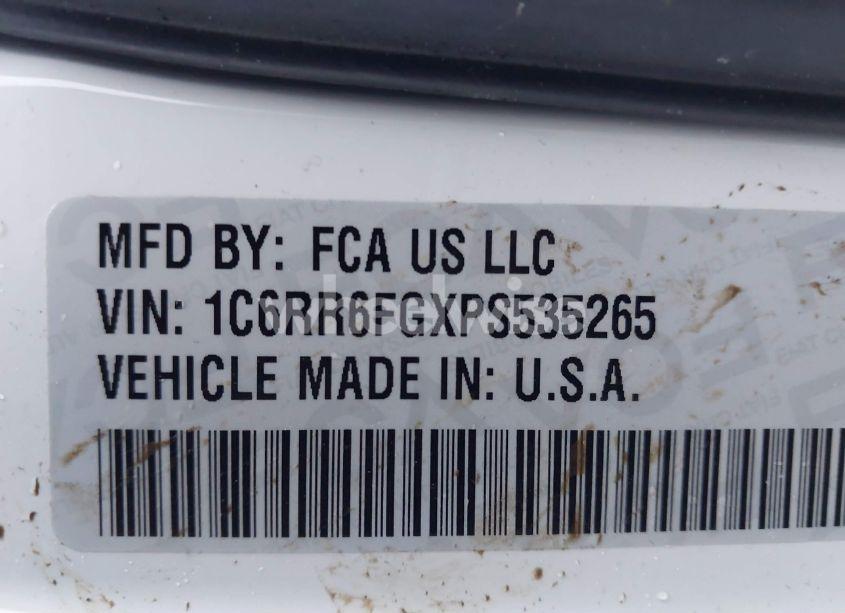 MFD BY: FCA US LLC
VIN: 1C6RR6FGXPS535265
VEHICLE MADE IN: U.S.A.